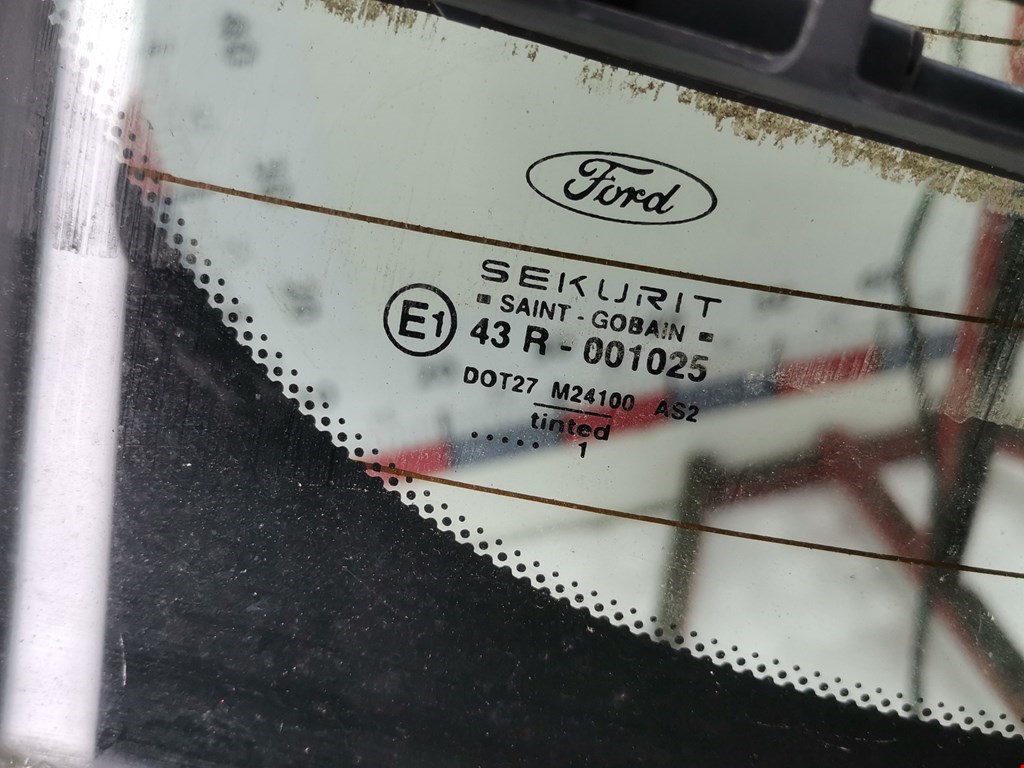 Ford
SEKURIT
SAINT - GOBAIN
E1 43 R - 001025
DOT27 M24100 AS2
tinted
..... 1